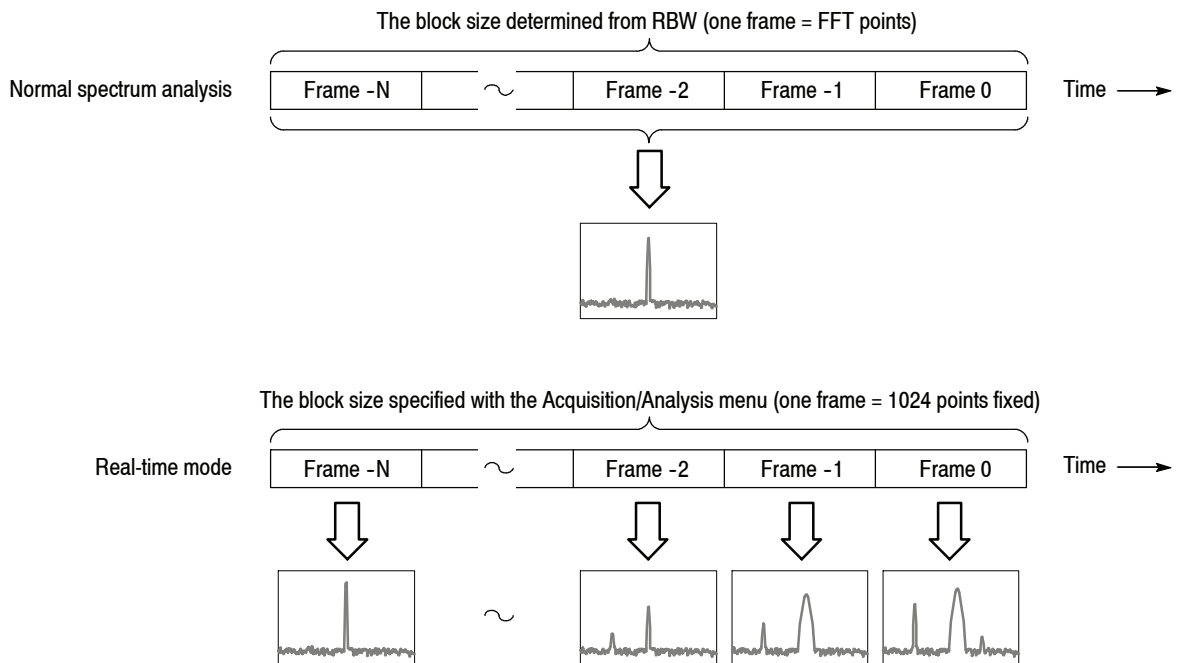 The block size determined from RBW (one frame = FFT points)
Normal spectrum analysis
Frame -N
Frame -2
Frame -1
Frame 0
Time
The block size specified with the Acquisition/Analysis menu (one frame = 1024 points fixed)
Real-time mode
Frame -N
Frame -2
Frame -1
Frame 0
Time